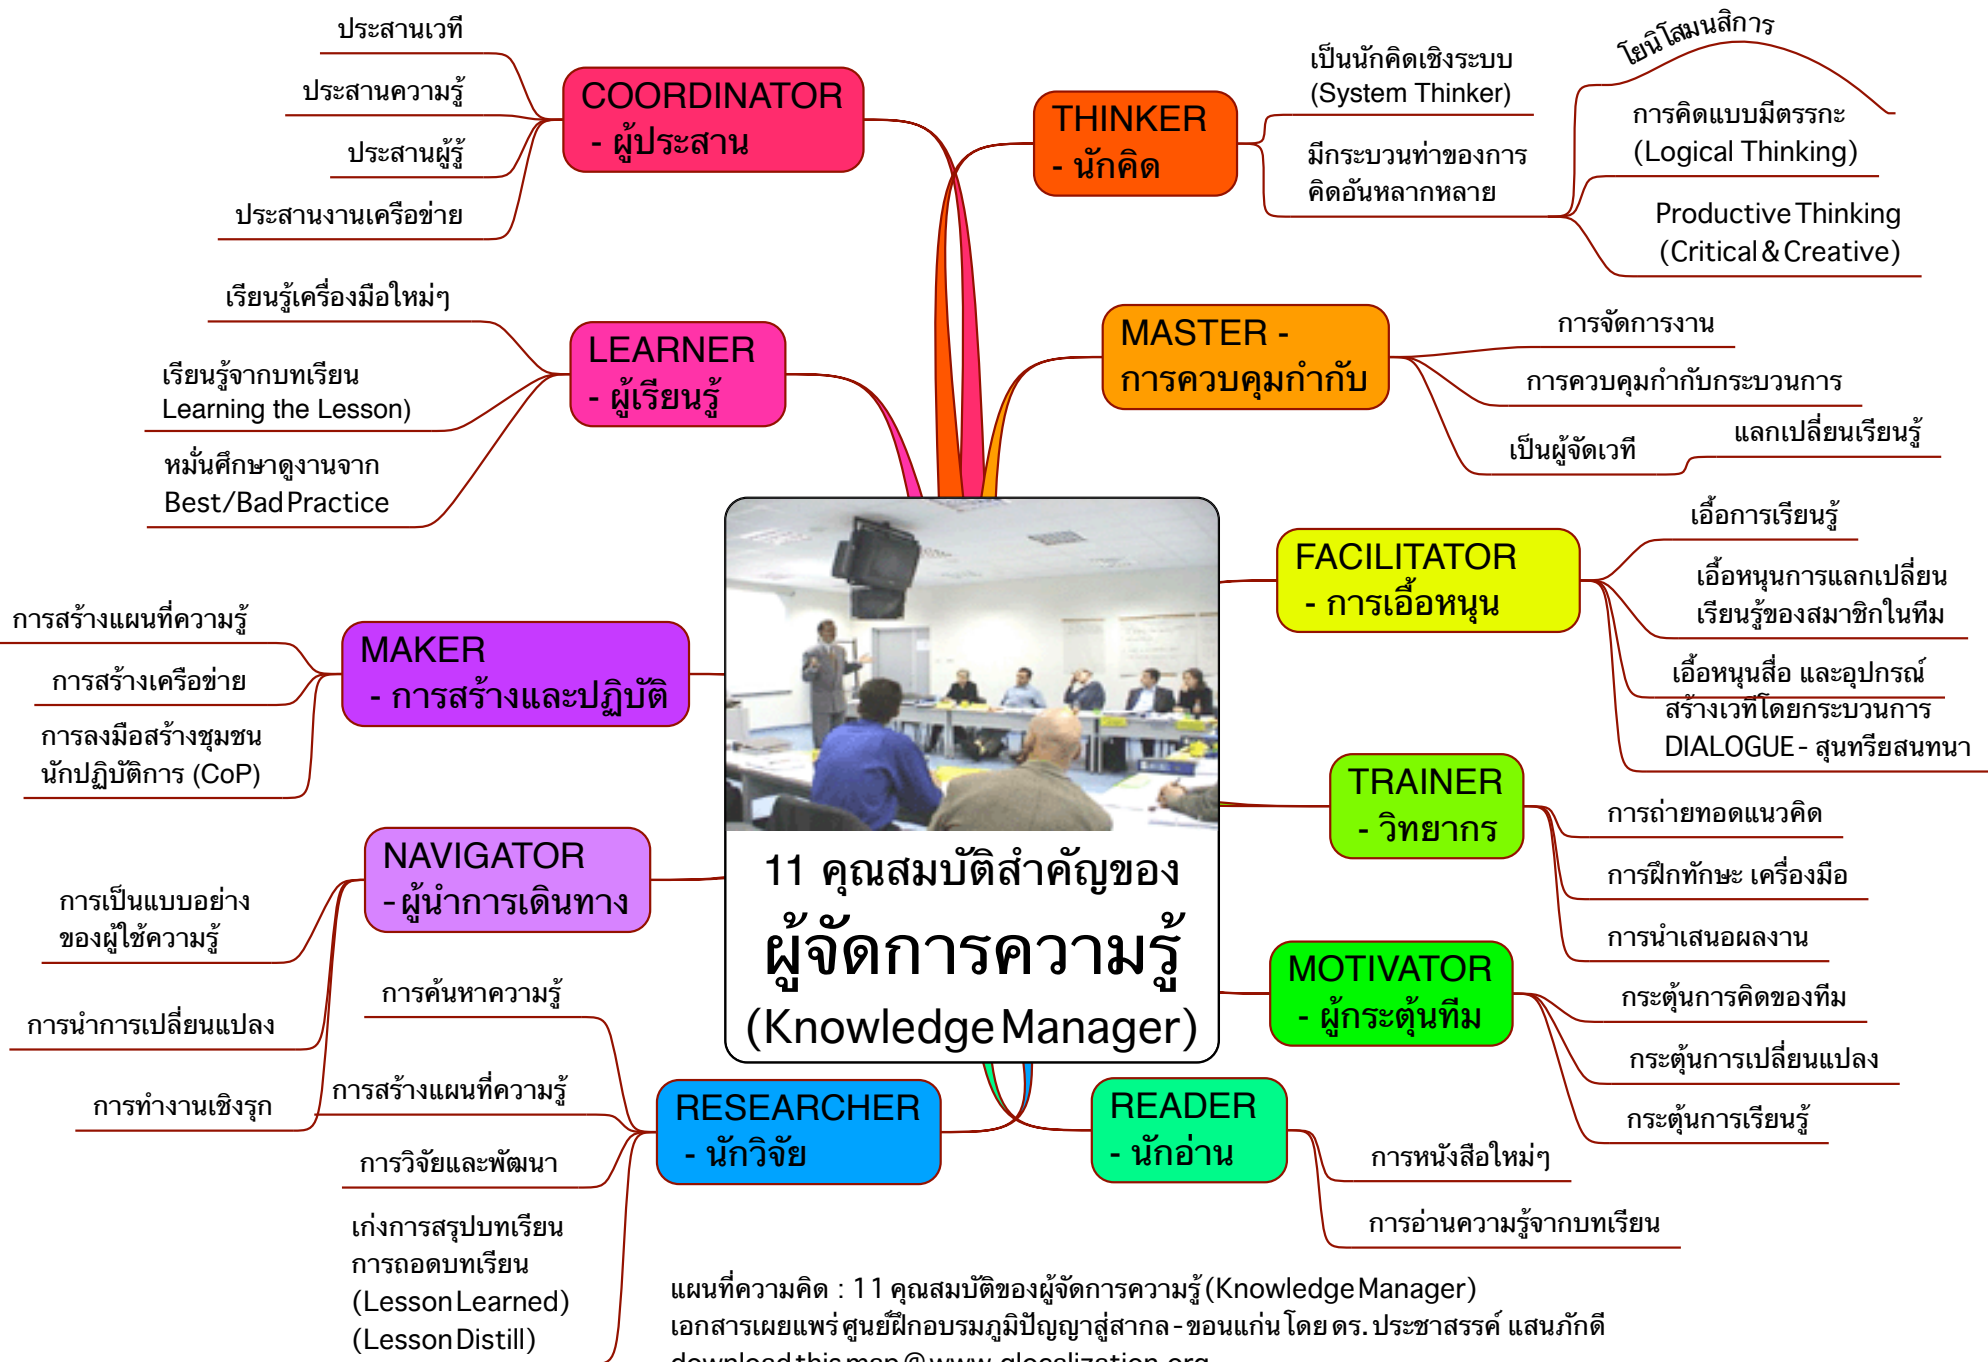 ประสานเวที
ประสานความรู้
ประสานผู้รู้
ประสานงานเครือข่าย
COORDINATOR
- ผู้ประสาน
THINKER
- นักคิด
เป็นนักคิดเชิงระบบ
(System Thinker)
มีกระบวนท่าของการ
คิดอันหลากหลาย
โยนิโสมนสิการ
การคิดแบบมีตรรกะ
(Logical Thinking)
Productive Thinking
(Critical & Creative)
เรียนรู้เครื่องมือใหม่ๆ
เรียนรู้จากบทเรียน
Learning the Lesson)
หมั่นศึกษาดูงานจาก
Best/Bad Practice
LEARNER
- ผู้เรียนรู้
MASTER -
การควบคุมกำกับ
การจัดการงาน
การควบคุมกำกับกระบวนการ
เป็นผู้จัดเวที
แลกเปลี่ยนเรียนรู้
FACILITATOR
- การเอื้อหนุน
เอื้อการเรียนรู้
เอื้อหนุนการแลกเปลี่ยน
เรียนรู้ของสมาชิกในทีม
เอื้อหนุนสื่อ และอุปกรณ์
สร้างเวทีโดยกระบวนการ
DIALOGUE - สุนทรียสนทนา
การสร้างแผนที่ความรู้
การสร้างเครือข่าย
การลงมือสร้างชุมชน
นักปฏิบัติการ (CoP)
MAKER
- การสร้างและปฏิบัติ
TRAINER
- วิทยากร
การถ่ายทอดแนวคิด
การฝึกทักษะ เครื่องมือ
การนำเสนอผลงาน
NAVIGATOR
- ผู้นำการเดินทาง
การเป็นแบบอย่าง
ของผู้ใช้ความรู้
การนำการเปลี่ยนแปลง
การทำงานเชิงรุก
11 คุณสมบัติสำคัญของ
ผู้จัดการความรู้
(Knowledge Manager)
MOTIVATOR
- ผู้กระตุ้นทีม
กระตุ้นการคิดของทีม
กระตุ้นการเปลี่ยนแปลง
กระตุ้นการเรียนรู้
การค้นหาความรู้
การสร้างแผนที่ความรู้
การวิจัยและพัฒนา
เก่งการสรุปบทเรียน
การถอดบทเรียน
(Lesson Learned)
(Lesson Distill)
RESEARCHER
- นักวิจัย
READER
- นักอ่าน
การหนังสือใหม่ๆ
การอ่านความรู้จากบทเรียน
แผนที่ความคิด : 11 คุณสมบัติของผู้จัดการความรู้ (Knowledge Manager)
เอกสารเผยแพร่ ศูนย์ฝึกอบรมภูมิปัญญาสู่สากล - ขอนแก่น โดย ดร. ประชาสรรค์ แสนภักดี
download this map @ www.glocalization.org